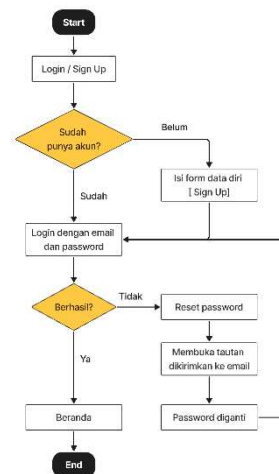 Start
Login / Sign Up
Sudah
punya akun?
Belum
Isi form data diri
[ Sign Up]
Sudah
Login dengan email
dan password
Berhasil?
Tidak
Reset password
Membuka tautan
dikirimkan ke email
Ya
Beranda
Password diganti
End